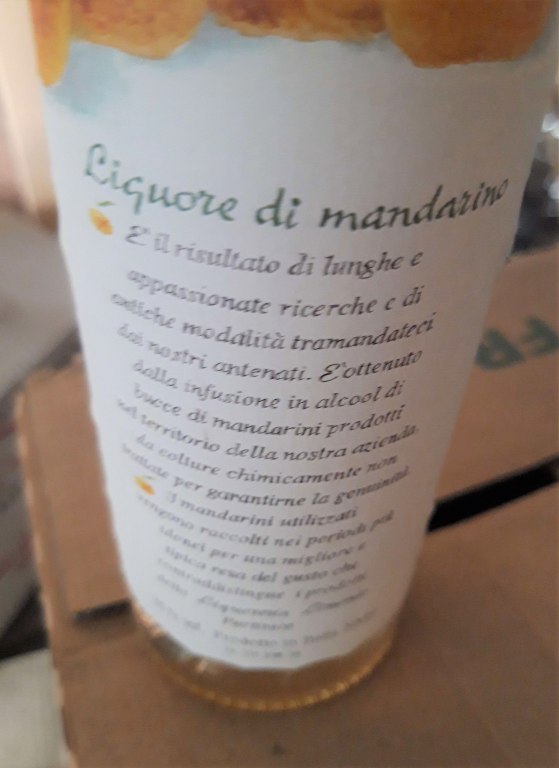 Liquore di mandarino
E' il risultato di lunghe e
appassionate ricerche e di
antiche modalità tramandateci
dai nostri antenati. E'ottenuto
dalla infusione in alcool di
bucce di mandarini prodotti
nel territorio della nostra azienda,
da colture chimicamente non
trattate per garantirne la genuinità.
I mandarini utilizzati
vengono raccolti nei periodi più
idonei per una migliore e
tipica resa del gusto che
contraddistingue i prodotti
della
FR